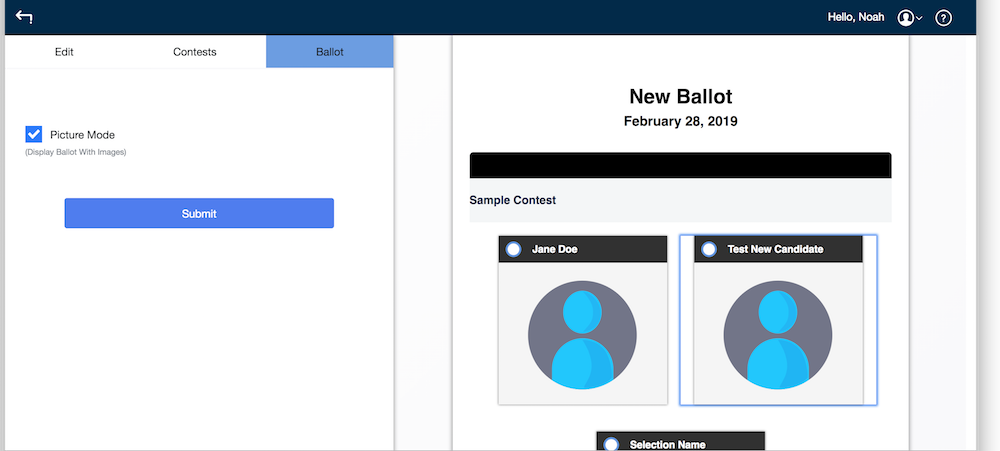 Hello, Noah
?
Edit
Contests
Ballot
Picture Mode
(Display Ballot With Images)
Submit
New Ballot
February 28, 2019
Sample Contest
Jane Doe
Test New Candidate
Selection Name